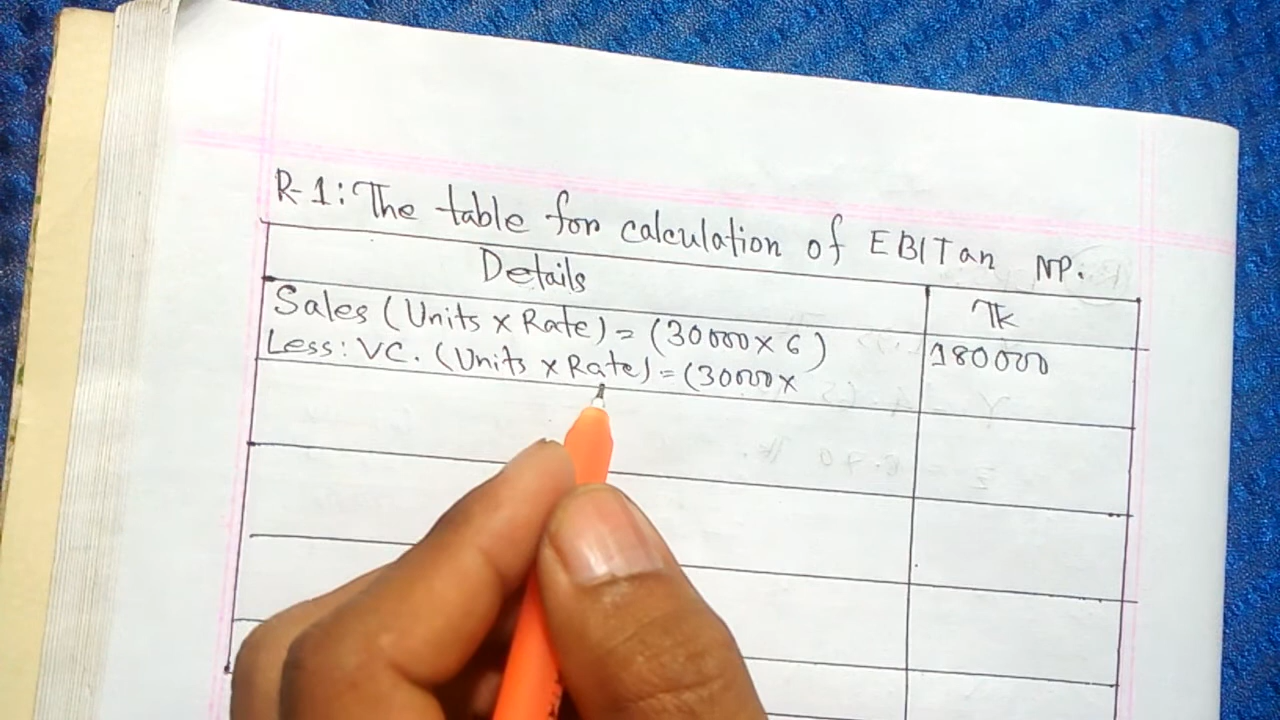 R-1: The table for calculation of EBIT an NP.
Details Tk
Sales (Units x Rate) = (30000 x 6) 180000
Less: VC. (Units x Rate) = (30000 x